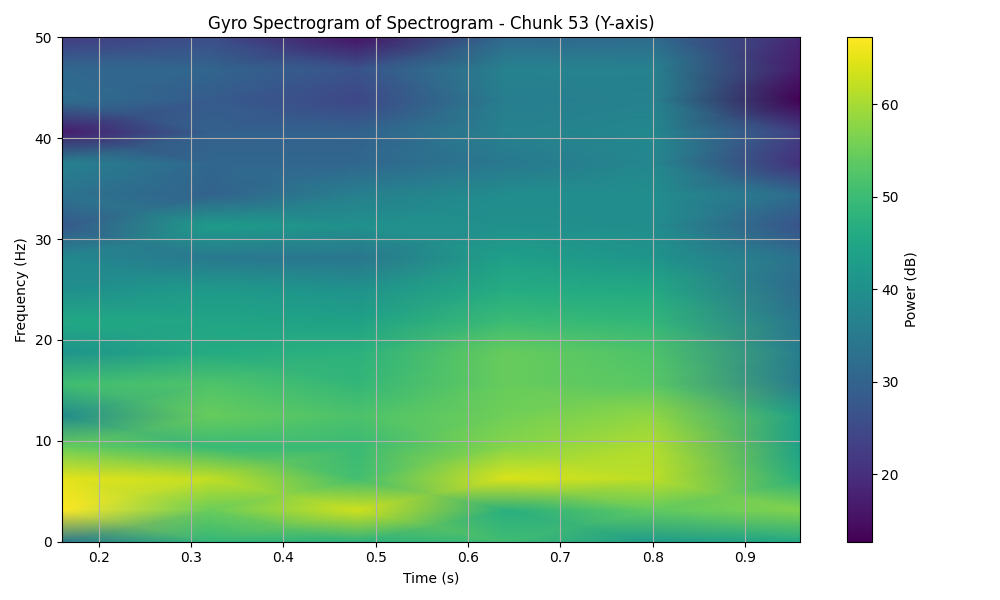 Gyro Spectrogram of Spectrogram - Chunk 53 (Y-axis)
50
40
30
20
10
0
Frequency (Hz)
0.2 0.3 0.4 0.5 0.6 0.7 0.8 0.9
Time (s)
60
50
40
30
20
Power (dB)